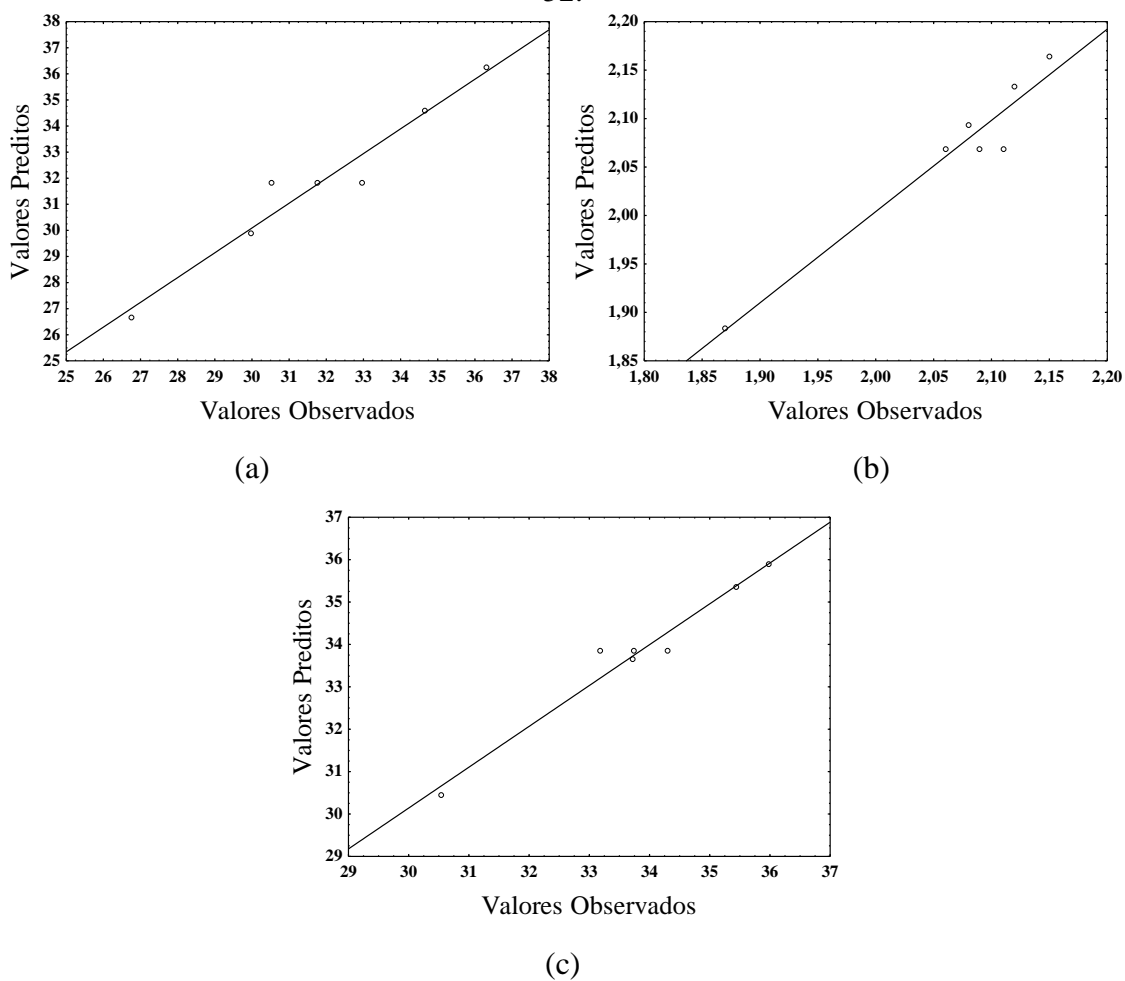 32.
38
37
36
35
34
33
32
31
30
29
28
27
26
25
Valores Preditos
25 26 27 28 29 30 31 32 33 34 35 36 37 38
Valores Observados
(a)
2,20
2,15
2,10
2,05
2,00
1,95
1,90
1,85
Valores Preditos
1,80 1,85 1,90 1,95 2,00 2,05 2,10 2,15 2,20
Valores Observados
(b)
37
36
35
34
33
32
31
30
29
Valores Preditos
29 30 31 32 33 34 35 36 37
Valores Observados
(c)